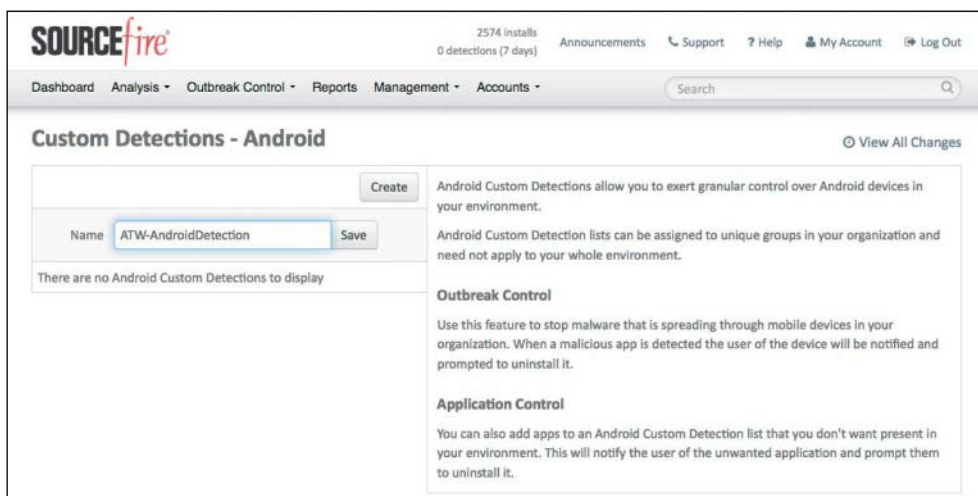 SOURCEfire®
2574 installs
0 detections (7 days)
Announcements
Support
? Help
My Account
Log Out
Dashboard Analysis Outbreak Control Reports Management Accounts
Search
Custom Detections - Android
View All Changes
Create
Name ATW-AndroidDetection Save
There are no Android Custom Detections to display
Android Custom Detections allow you to exert granular control over Android devices in
your environment.
Android Custom Detection lists can be assigned to unique groups in your organization and
need not apply to your whole environment.
Outbreak Control
Use this feature to stop malware that is spreading through mobile devices in your
organization. When a malicious app is detected the user of the device will be notified and
prompted to uninstall it.
Application Control
You can also add apps to an Android Custom Detection list that you don't want present in
your environment. This will notify the user of the unwanted application and prompt them
to uninstall it.